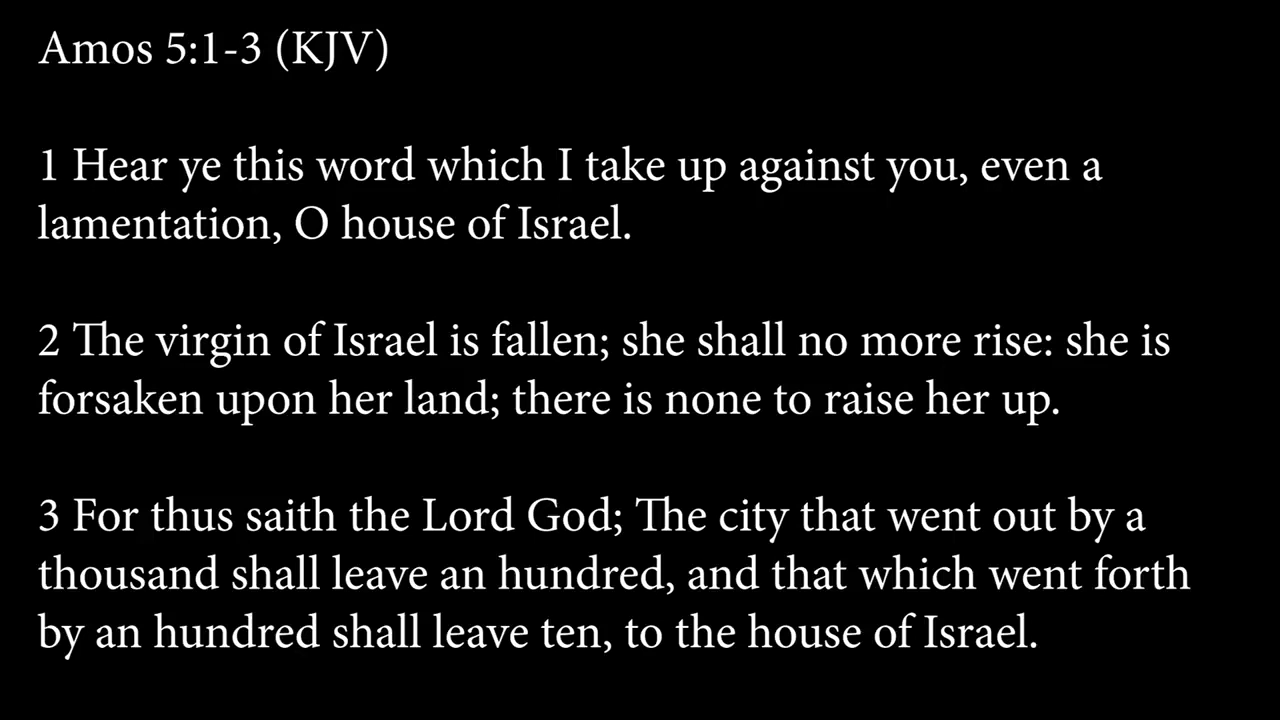 Amos 5:1-3 (KJV)
1 Hear ye this word which I take up against you, even a
lamentation, O house of Israel.
2 The virgin of Israel is fallen; she shall no more rise: she is
forsaken upon her land; there is none to raise her up.
3 For thus saith the Lord God; The city that went out by a
thousand shall leave an hundred, and that which went forth
by an hundred shall leave ten, to the house of Israel.